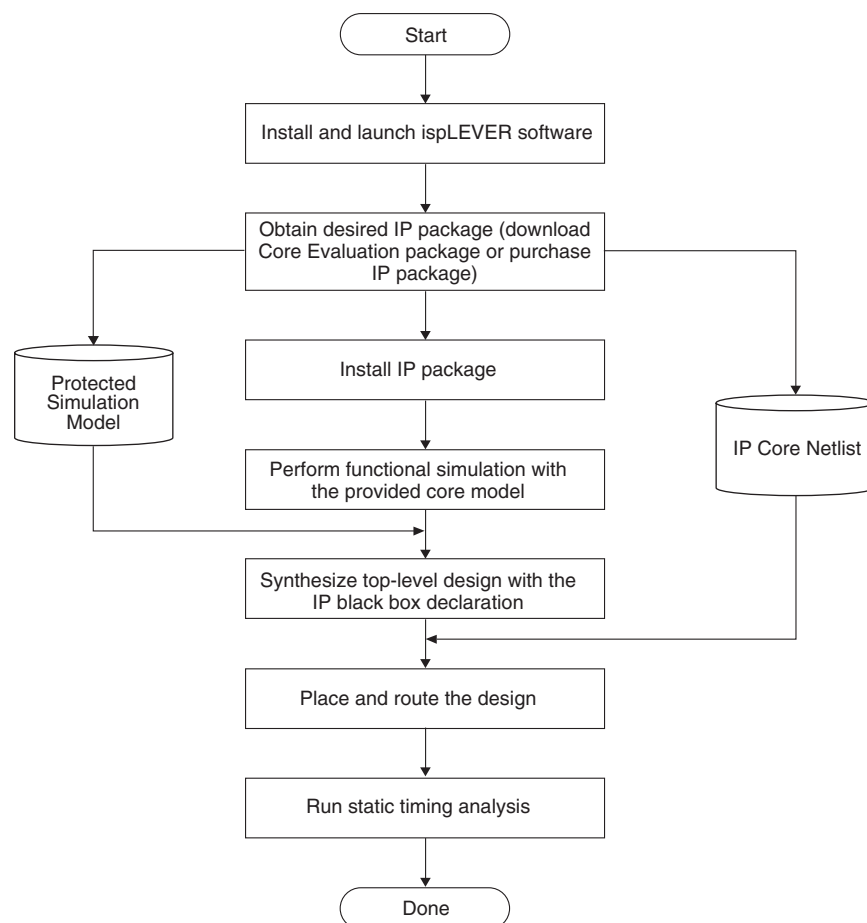 Start
Install and launch ispLEVER software
Obtain desired IP package (download
Core Evaluation package or purchase
IP package)
Protected
Simulation
Model
Install IP package
IP Core Netlist
Perform functional simulation with
the provided core model
Synthesize top-level design with the
IP black box declaration
Place and route the design
Run static timing analysis
Done